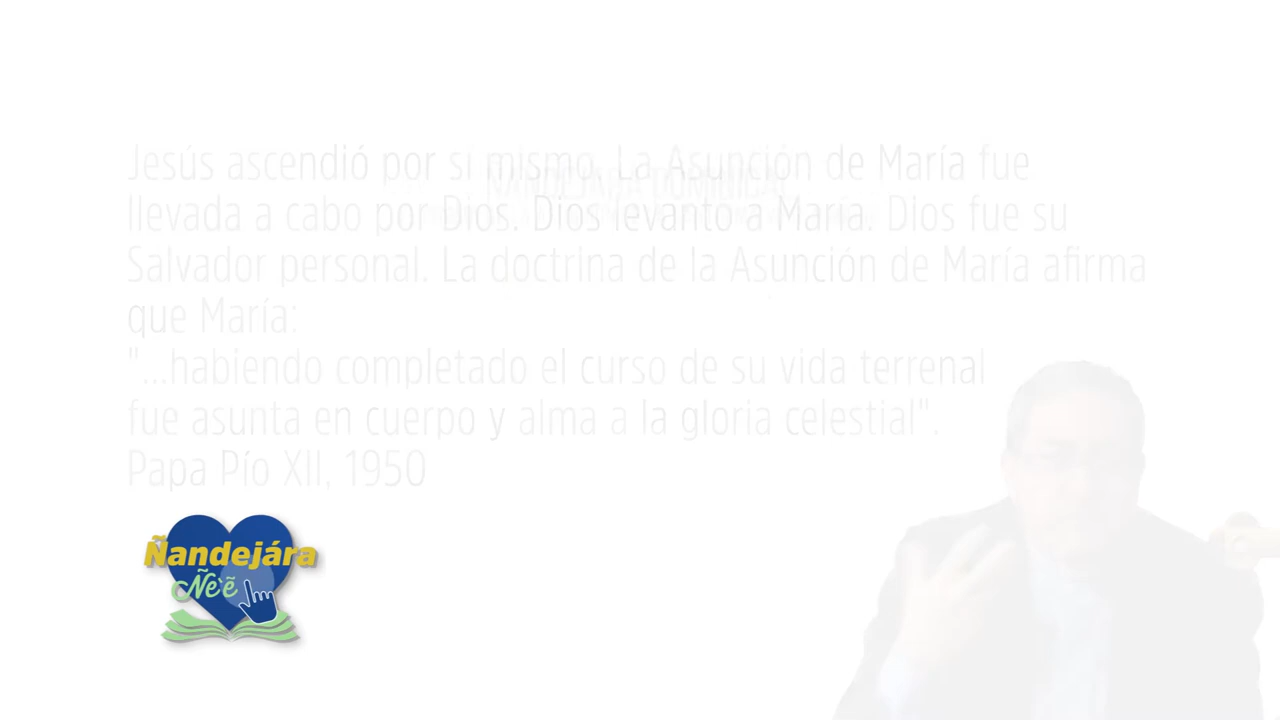 Jesús ascendió por si mismo. La Asunción de María fue
llevada a cabo por Dios. Dios levanto a María. Dios fue su
Salvador personal. La doctrina de la Asunción de María afirma
que María:
"...habiendo completado el curso de su vida terrenal
fue asunta en cuerpo y alma a la gloria celestial".
Papa Pío XII, 1950
Ñandejára
Ñe'ẽ